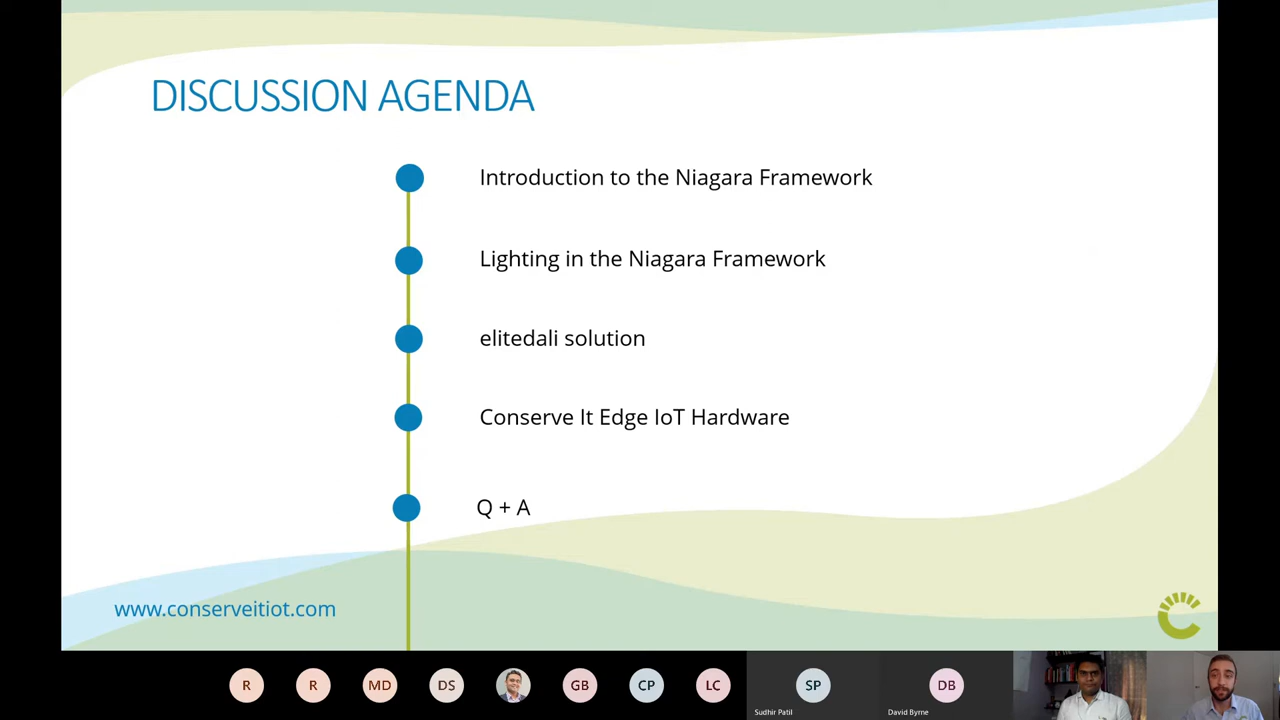 DISCUSSION AGENDA
Introduction to the Niagara Framework
Lighting in the Niagara Framework
elitedali solution
Conserve It Edge IoT Hardware
Q + A
www.conserveitiot.com
R
R
MD
DS
GB
CP
LC
SP
DB
Sudhir Patil
David Byrne